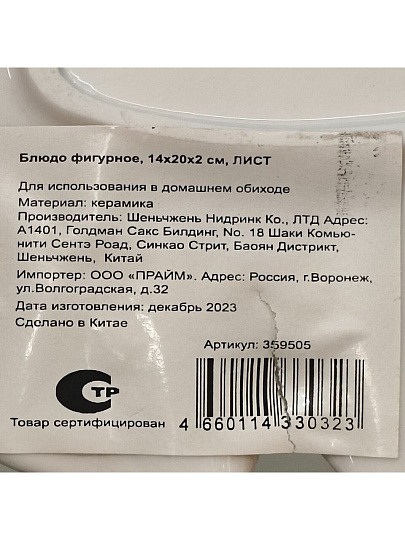 Блюдо фигурное, 14х20х2 см, ЛИСТ
Для использования в домашнем обиходе
Материал: керамика
Производитель: Шеньчжень Нидринк Ко., ЛТД Адрес:
А1401, Голдман Сакс Билдинг, No. 18 Шаки Комью-
нити Сентэ Роад, Синкао Стрит, Баоян Дистрикт,
Шеньчжень, Китай
Импортер: ООО «ПРАЙМ». Адрес: Россия, г.Воронеж,
ул.Волгоградская, д.32
Дата изготовления: декабрь 2023
Сделано в Китае
Артикул: 359505
СТР
Товар сертифицирован
4 660114 330323